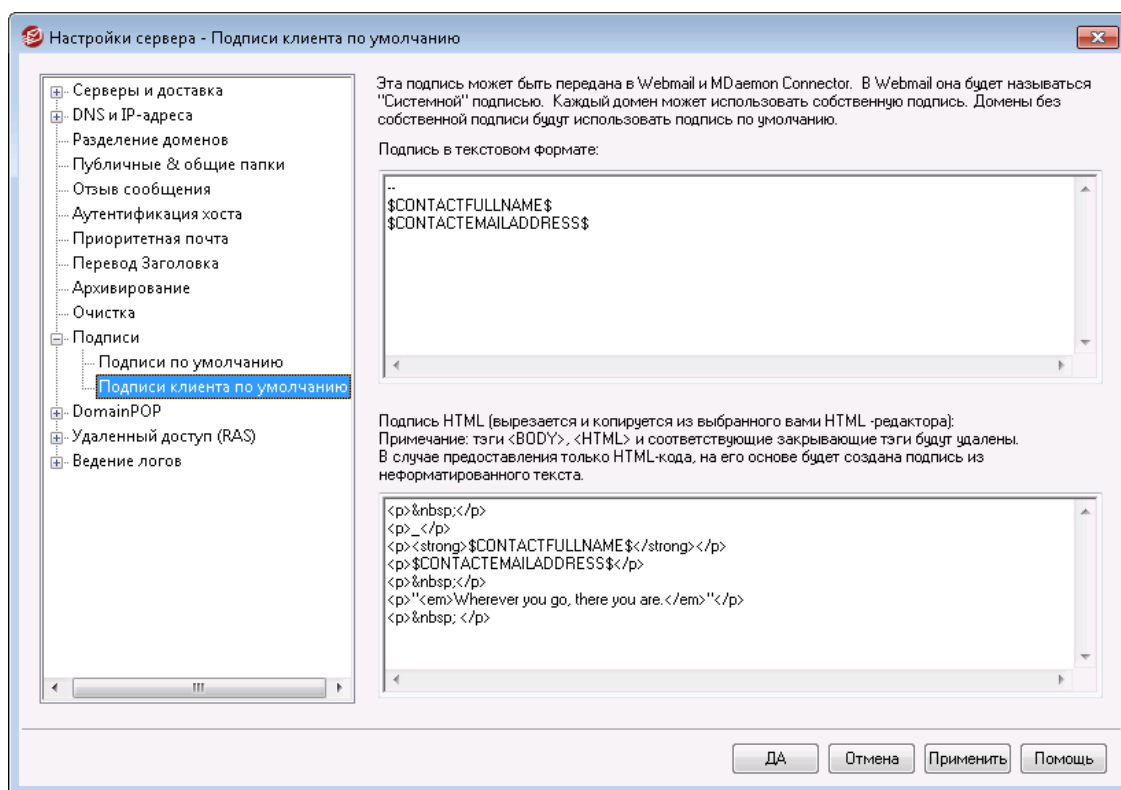 Настройки сервера - Подписи клиента по умолчанию
Серверы и доставка
DNS и IP-адреса
Разделение доменов
Публичные & общие папки
Отзыв сообщения
Аутентификация хоста
Приоритетная почта
Перевод Заголовка
Архивирование
Очистка
Подписи
Подписи по умолчанию
Подписи клиента по умолчанию
DomainPOP
Удаленный доступ (RAS)
Ведение логов
Эта подпись может быть передана в Webmail и MDaemon Connector. В Webmail она будет называться
"Системной" подписью. Каждый домен может использовать собственную подпись. Домены без
собственной подписи будут использовать подпись по умолчанию.
Подпись в текстовом формате:
--
$CONTACTFULLNAME$
$CONTACTEMAILADDRESS$
Подпись HTML (вырезается и копируется из выбранного вами HTML -редактора):
Примечание: тэги <BODY>, <HTML> и соответствующие закрывающие тэги будут удалены.
В случае предоставления только HTML-кода, на его основе будет создана подпись из
неформатированного текста.
<p>&nbsp;</p>
<p>_</p>
<p><strong>$CONTACTFULLNAME$</strong></p>
<p>$CONTACTEMAILADDRESS$</p>
<p>&nbsp;</p>
<p>"<em>Wherever you go, there you are.</em>"</p>
<p>&nbsp; </p>
ДА
Отмена
Применить
Помощь